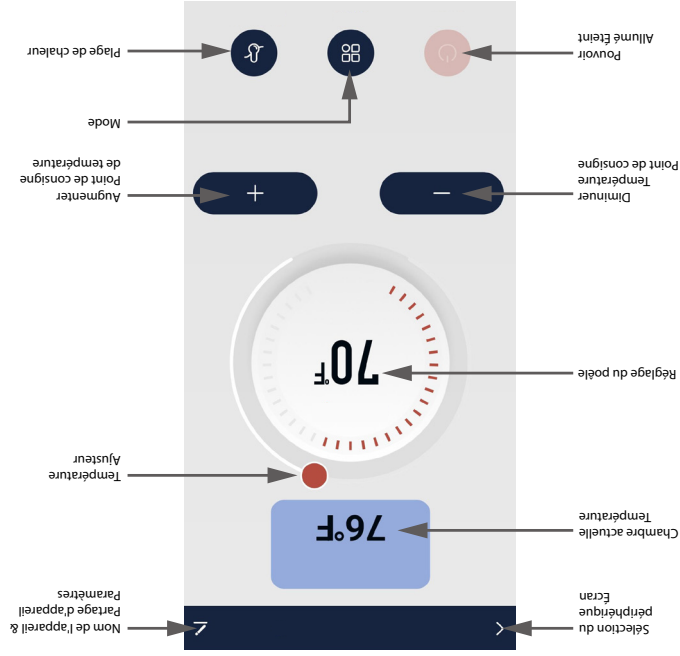 Sélection du
périphérique
Écran
Nom de l'appareil &
Partage d'appareil
Paramètres
Chambre actuelle
Température
76°F
Température
Ajusteur
Réglage du poêle
70°F
Diminuer
Température
Point de consigne
−
+
Augmenter
Point de consigne
de température
Mode
Pouvoir
Allumé Éteint
Plage de chaleur